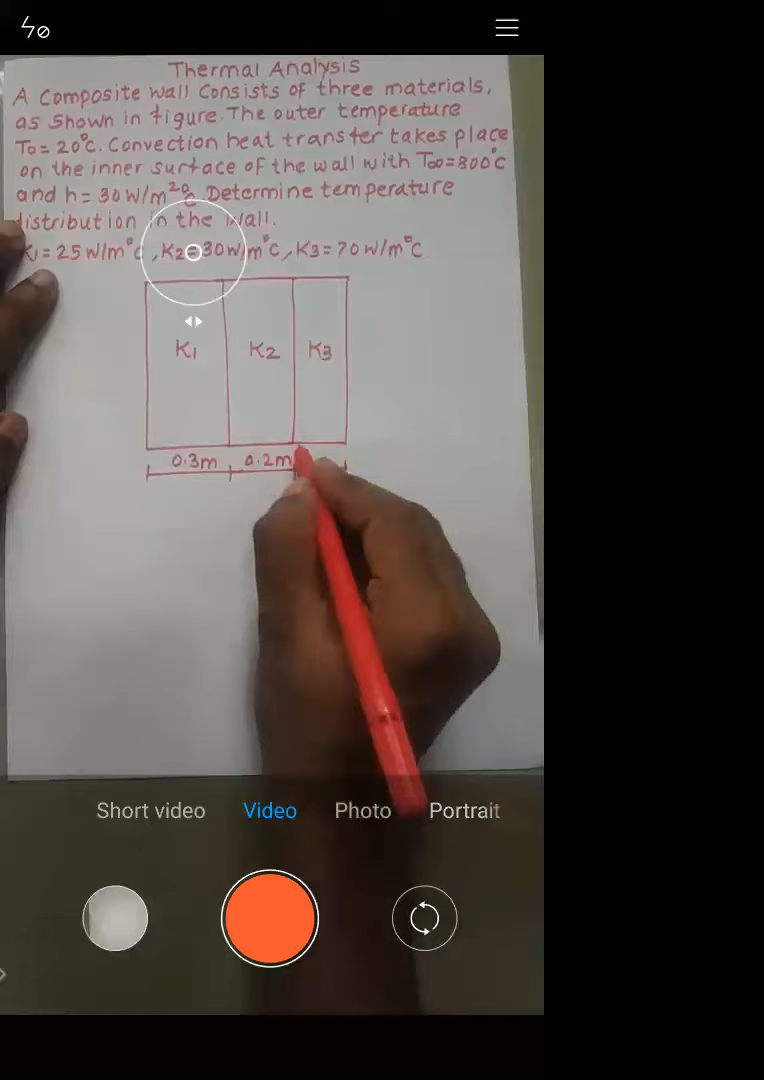 Thermal Analysis
A Composite wall Consists of three materials,
as shown in figure. The outer temperature
To = 20°C. Convection heat transfer takes place
on the inner surface of the wall with T∞ = 800°C
and h = 30 W/m²°C Determine temperature
distribution in the wall.
K1 = 25 W/m°C, K2 = 30 W/m°C, K3 = 70 W/m°C
K1 K2 K3
0.3m 0.2m
Short video Video Photo Portrait